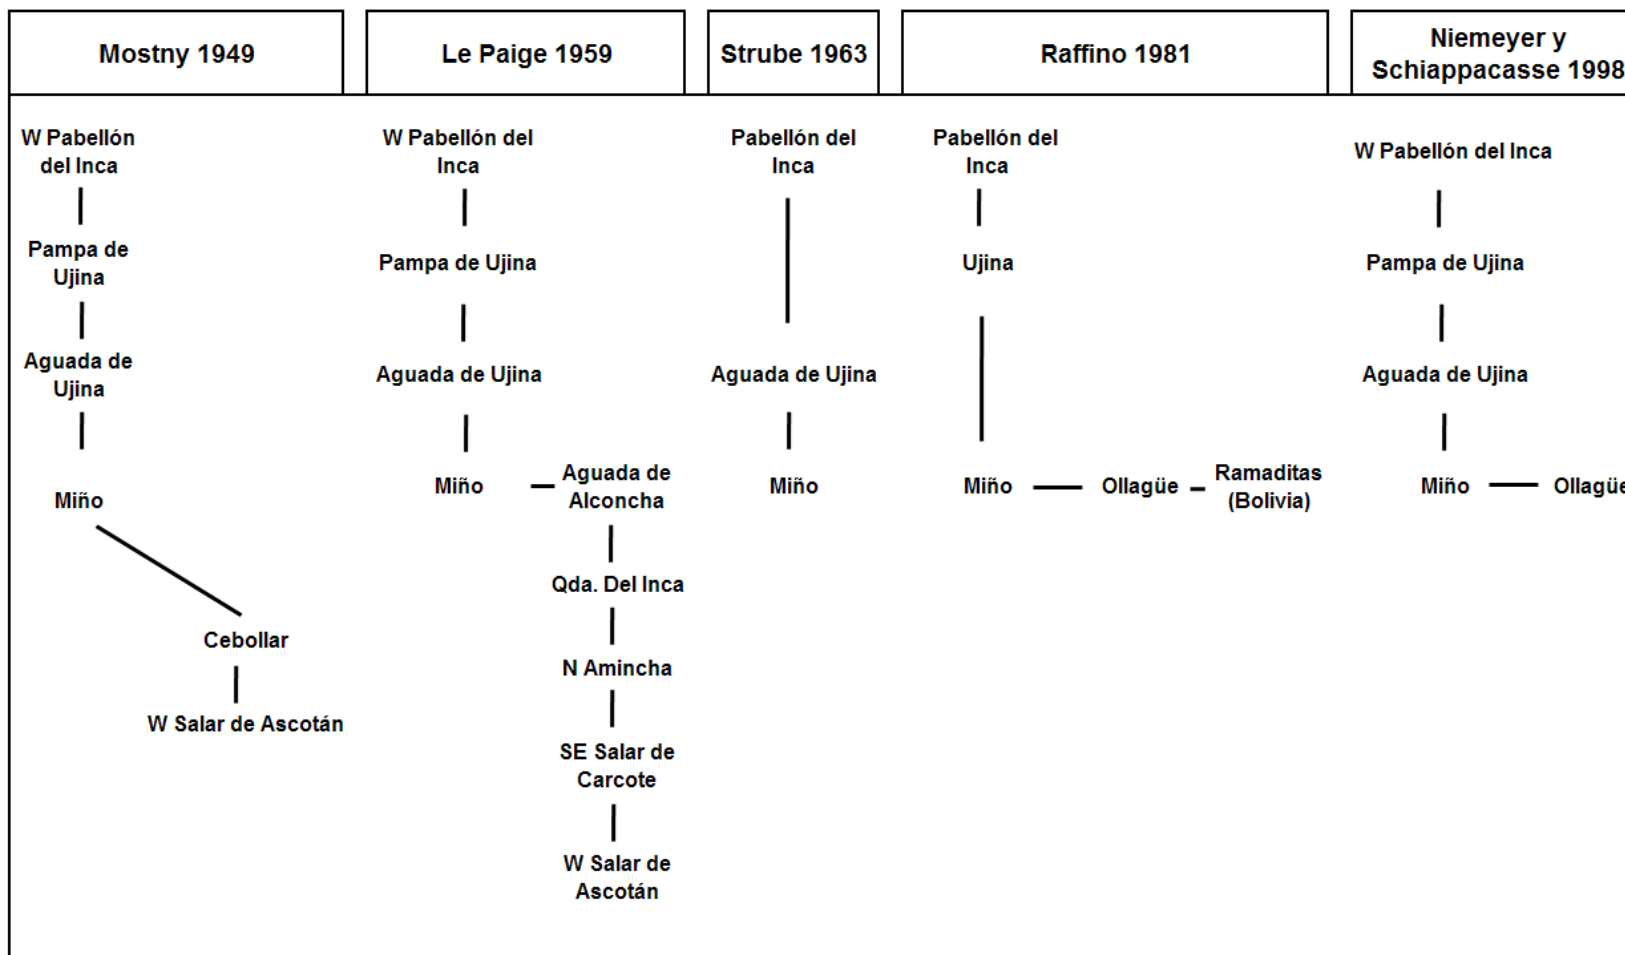 Mostny 1949
Le Paige 1959
Strube 1963
Raffino 1981
Niemeyer y
Schiappacasse 1998
W Pabellón
del Inca
Pampa de
Ujina
Aguada de
Ujina
Miño
Cebollar
W Salar de Ascotán
W Pabellón del
Inca
Pampa de Ujina
Aguada de Ujina
Miño
Aguada de
Alconcha
Qda. Del Inca
N Amincha
SE Salar de
Carcote
W Salar de
Ascotán
Pabellón del
Inca
Aguada de Ujina
Miño
Pabellón del
Inca
Ujina
Miño
Ollagüe
Ramaditas
(Bolivia)
W Pabellón del Inca
Pampa de Ujina
Aguada de Ujina
Miño
Ollagüe